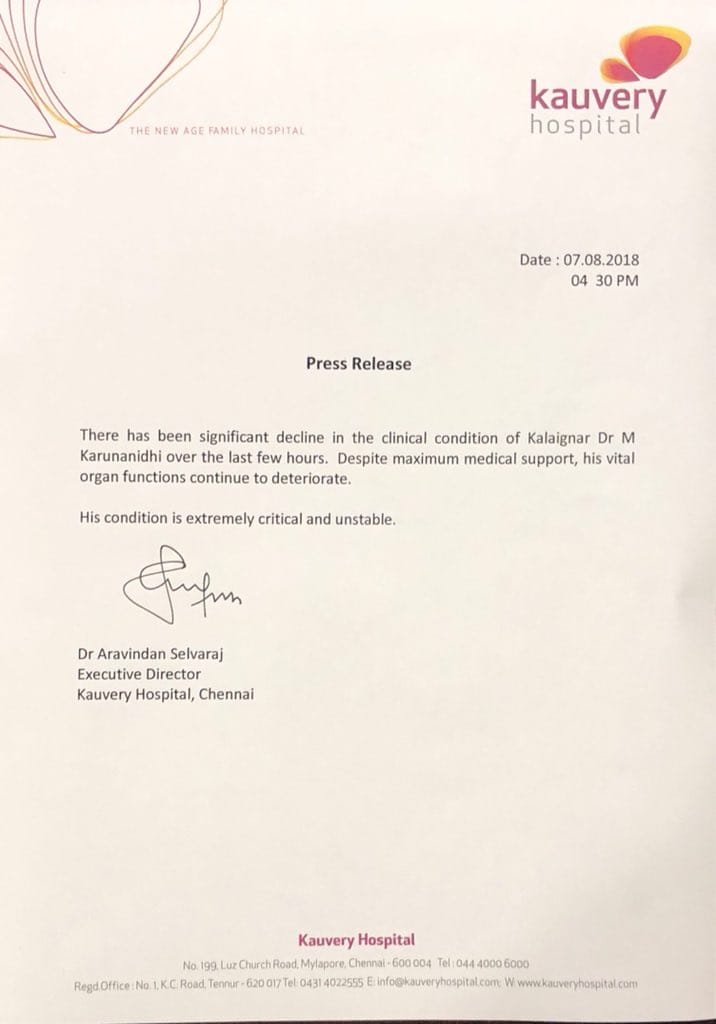 kauvery
hospital
THE NEW AGE FAMILY HOSPITAL
Date : 07.08.2018
04 30 PM
Press Release
There has been significant decline in the clinical condition of Kalaignar Dr M
Karunanidhi over the last few hours. Despite maximum medical support, his vital
organ functions continue to deteriorate.
His condition is extremely critical and unstable.
Dr Aravindan Selvaraj
Executive Director
Kauvery Hospital, Chennai
Kauvery Hospital
No. 199, Luz Church Road, Mylapore, Chennai - 600 004 Tel : 044 4000 6000
Regd.Office : No. 1, K.C. Road, Tennur - 620 017 Tel: 0431 4022555 E: info@kauveryhospital.com; W: www.kauveryhospital.com